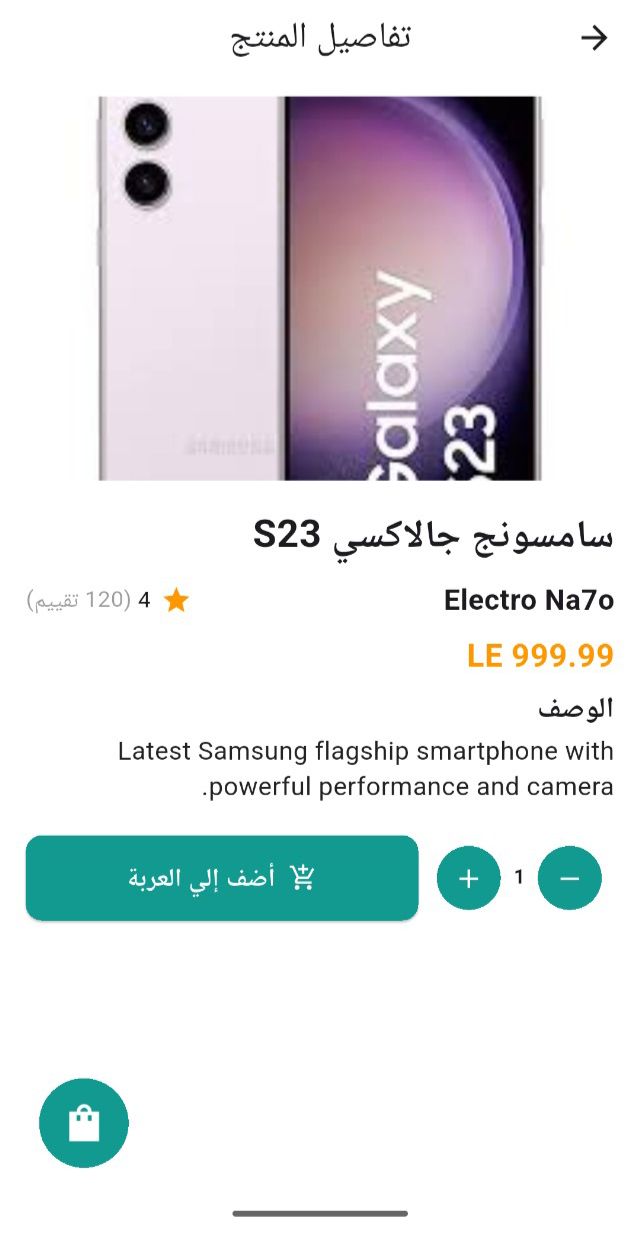 تفاصيل المنتج
Galaxy
S23
SAMSUNG
سامسونج جالاكسي S23
Electro Na7o
4 (120 تقييم)
LE 999.99
الوصف
Latest Samsung flagship smartphone with
powerful performance and camera.
1
أضف إلي العربة